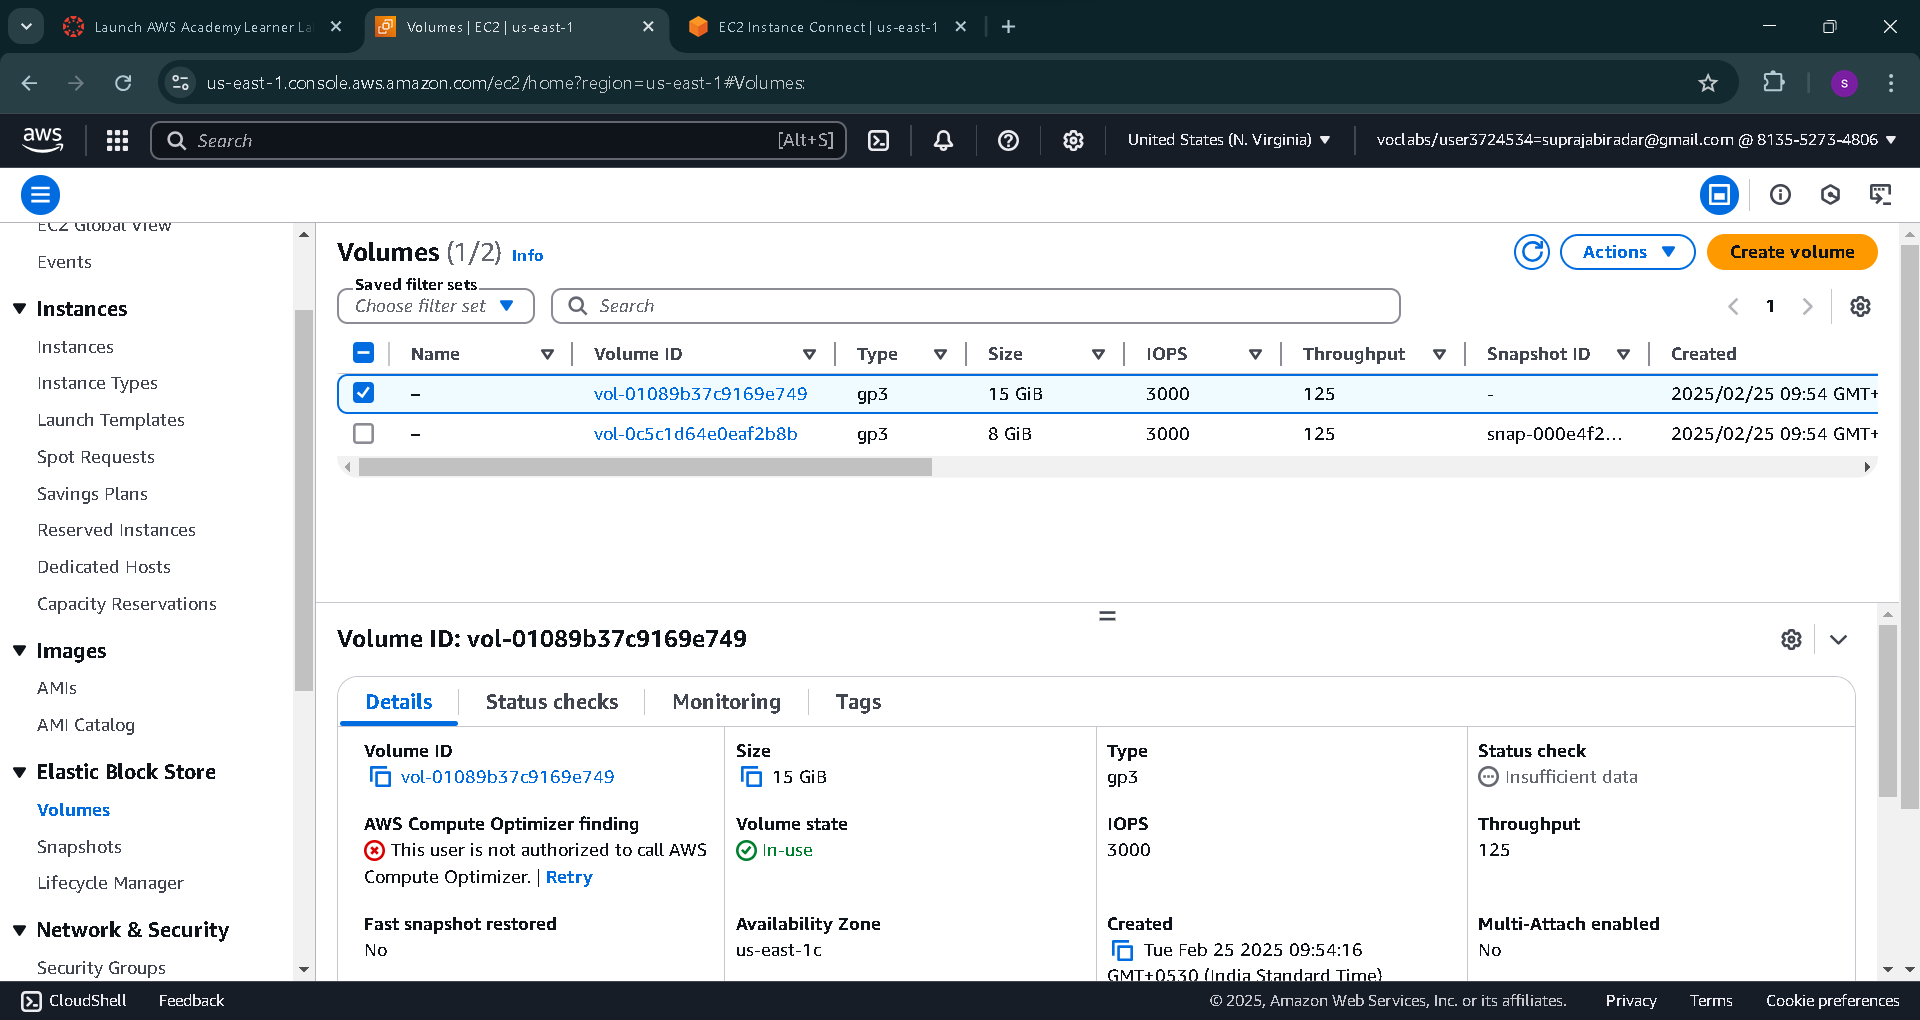 Launch AWS Academy Learner La
Volumes | EC2 | us-east-1
EC2 Instance Connect | us-east-1
us-east-1.console.aws.amazon.com/ec2/home?region=us-east-1#Volumes:
s
aws
Search
[Alt+S]
United States (N. Virginia)
voclabs/user3724534=suprajabiradar@gmail.com @ 8135-5273-4806
EC2 Global View
Events
Instances
Instances
Instance Types
Launch Templates
Spot Requests
Savings Plans
Reserved Instances
Dedicated Hosts
Capacity Reservations
Images
AMIs
AMI Catalog
Elastic Block Store
Volumes
Snapshots
Lifecycle Manager
Network & Security
Security Groups
Volumes (1/2) Info
Actions
Create volume
Saved filter sets
Choose filter set
Search
1
Name Volume ID Type Size IOPS Throughput Snapshot ID Created
– vol-01089b37c9169e749 gp3 15 GiB 3000 125 - 2025/02/25 09:54 GMT+
– vol-0c5c1d64e0eaf2b8b gp3 8 GiB 3000 125 snap-000e4f2... 2025/02/25 09:54 GMT+
Volume ID: vol-01089b37c9169e749
Details Status checks Monitoring Tags
Volume ID
vol-01089b37c9169e749
Size
15 GiB
Type
gp3
Status check
Insufficient data
AWS Compute Optimizer finding
This user is not authorized to call AWS
Compute Optimizer. | Retry
Volume state
In-use
IOPS
3000
Throughput
125
Fast snapshot restored
No
Availability Zone
us-east-1c
Created
Tue Feb 25 2025 09:54:16
GMT+0530 (India Standard Time)
Multi-Attach enabled
No
CloudShell Feedback
© 2025, Amazon Web Services, Inc. or its affiliates. Privacy Terms Cookie preferences